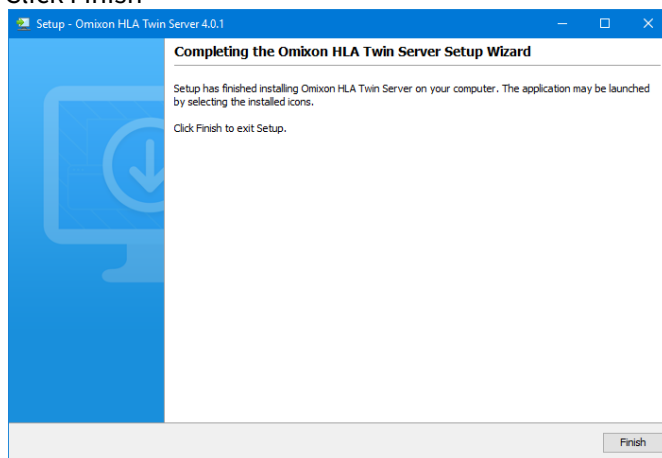 Click Finish
Setup - Omixon HLA Twin Server 4.0.1
Completing the Omixon HLA Twin Server Setup Wizard
Setup has finished installing Omixon HLA Twin Server on your computer. The application may be launched
by selecting the installed icons.
Click Finish to exit Setup.
Finish